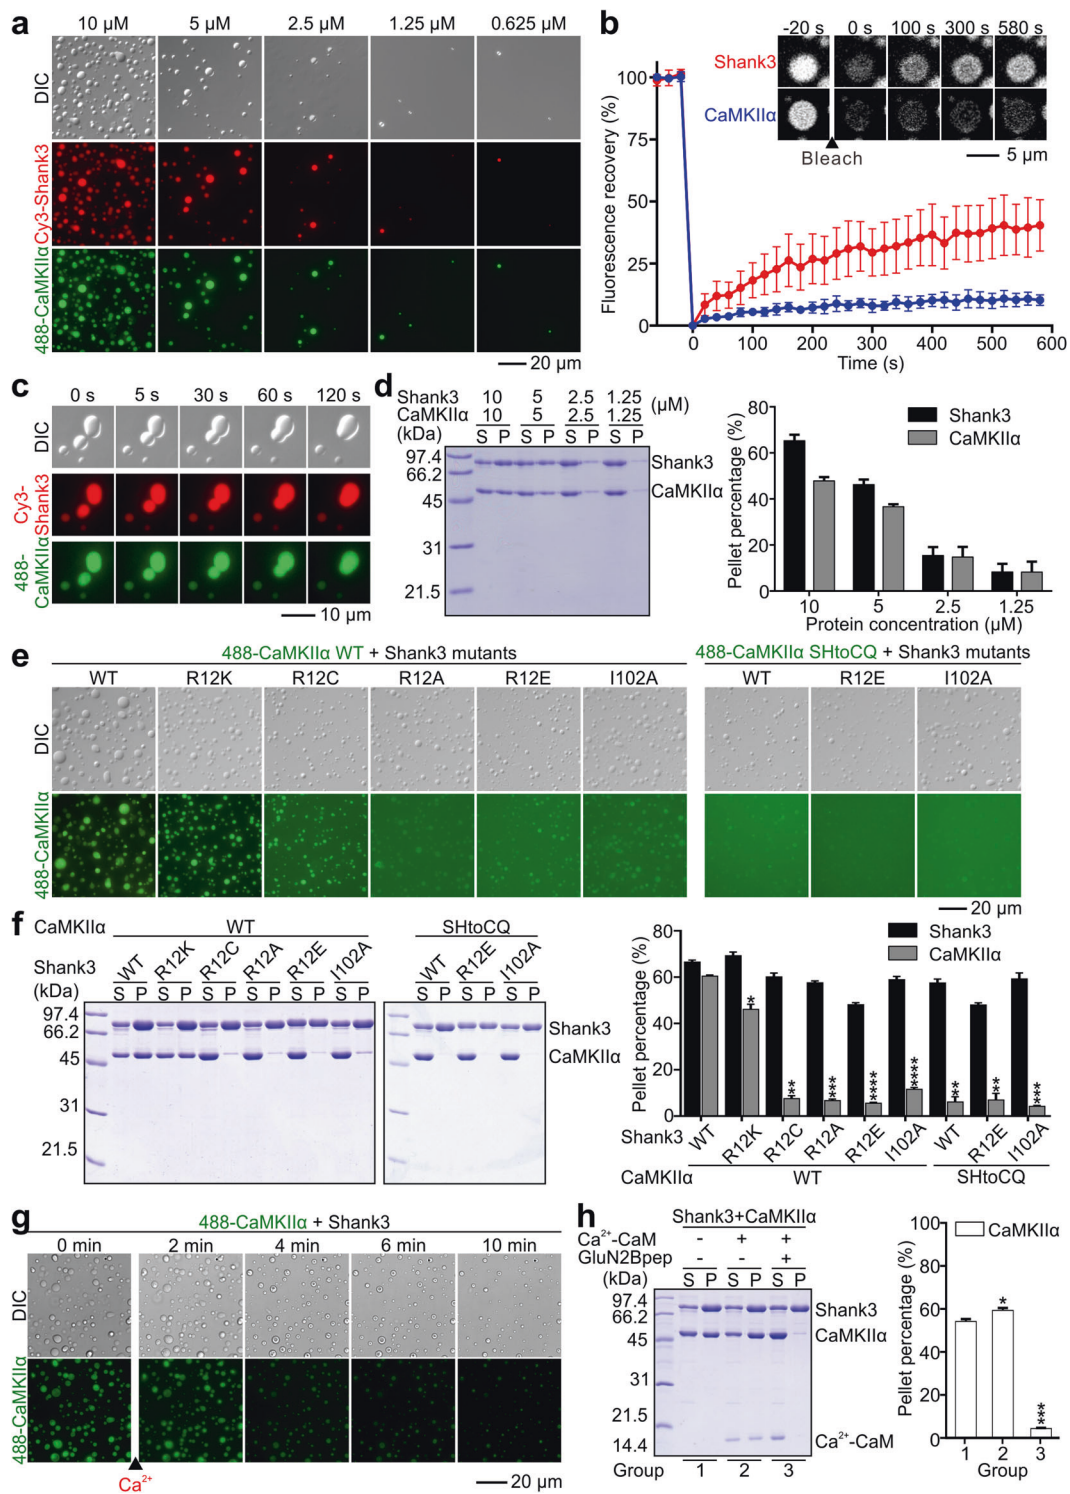 a
10 μM 5 μM 2.5 μM 1.25 μM 0.625 μM
DIC
Cy3-Shank3
488-CaMKIIα
20 μm
b
-20 s 0 s 100 s 300 s 580 s
Shank3
CaMKIIα
Bleach
5 μm
Fluorescence recovery (%)
100
75
50
25
0
0 100 200 300 400 500 600
Time (s)
c
0 s 5 s 30 s 60 s 120 s
DIC
Cy3-
Shank3
488-
CaMKIIα
10 μm
d
Shank3 10 5 2.5 1.25 (μM)
CaMKIIα 10 5 2.5 1.25
(kDa) S P S P S P S P
97.4
66.2
45
31
21.5
Shank3
CaMKIIα
Pellet percentage (%)
80
60
40
20
0
Shank3
CaMKIIα
10 5 2.5 1.25
Protein concentration (μM)
e
488-CaMKIIα WT + Shank3 mutants
WT R12K R12C R12A R12E I102A
488-CaMKIIα SHtoCQ + Shank3 mutants
WT R12E I102A
DIC
488-CaMKIIα
20 μm
f
CaMKIIα WT SHtoCQ
Shank3 WT R12K R12C R12A R12E I102A WT R12E I102A
(kDa) S P S P S P S P S P S P S P S P S P
97.4
66.2
45
31
21.5
Shank3
CaMKIIα
Pellet percentage (%)
80
60
40
20
0
Shank3
CaMKIIα
* ** *** **** **** ** ** ***
Shank3 WT R12K R12C R12A R12E I102A WT R12E I102A
CaMKIIα WT SHtoCQ
g
488-CaMKIIα + Shank3
0 min 2 min 4 min 6 min 10 min
DIC
488-CaMKIIα
Ca²⁺
20 μm
h
Shank3+CaMKIIα
Ca²⁺-CaM - + +
GluN2Bpep - - +
(kDa) S P S P S P
97.4
66.2
45
31
21.5
14.4
Shank3
CaMKIIα
Ca²⁺-CaM
Group 1 2 3
Pellet percentage (%)
100
80
60
40
20
0
CaMKIIα
* ***
1 2 3
Group